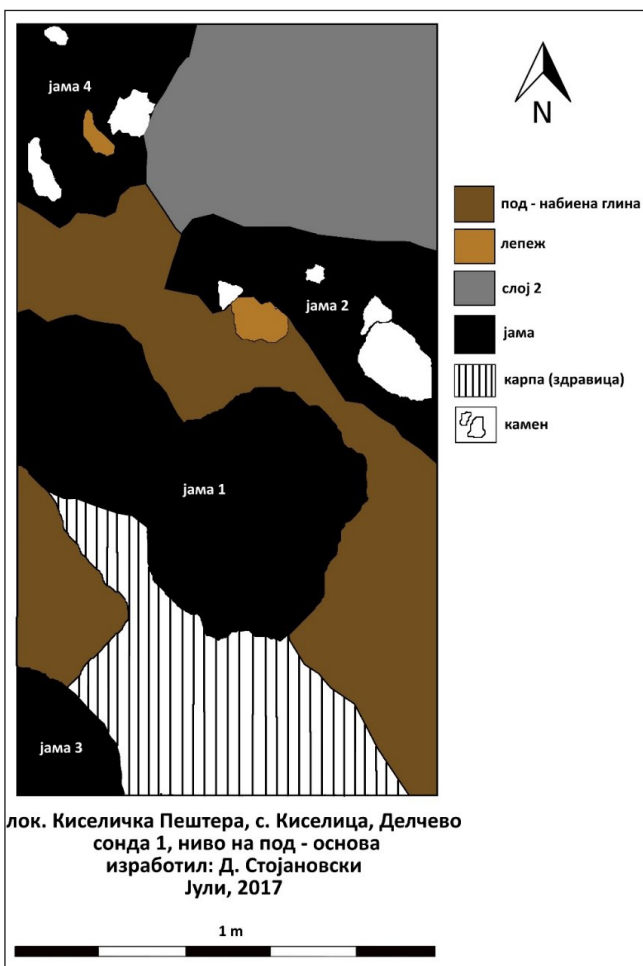 јама 4
N
под - набиена глина
лепеж
слој 2
јама 2
јама
карпа (здравица)
камен
јама 1
јама 3
лок. Киселичка Пештера, с. Киселица, Делчево
сонда 1, ниво на под - основа
изработил: Д. Стојановски
Јули, 2017
1 m